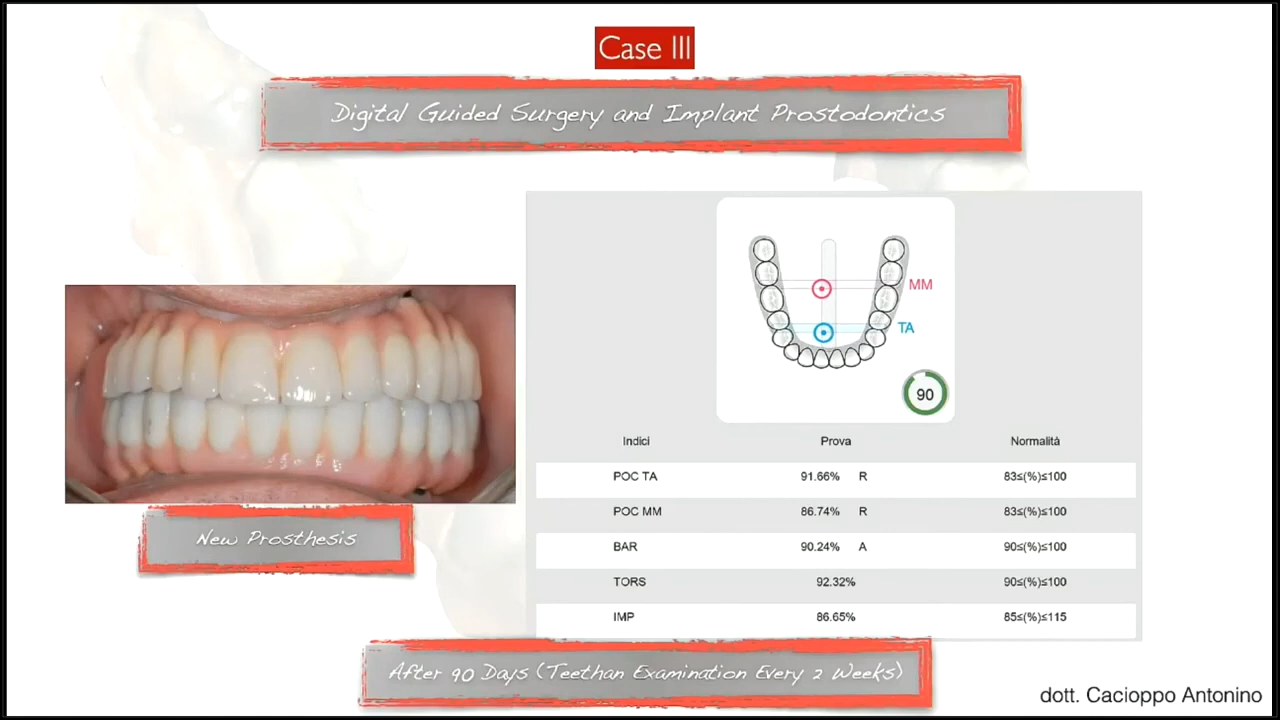 Case III
Digital Guided Surgery and Implant Prostodontics
MM
TA
90
Indici Prova Normalità
POC TA 91.66% R 83≤(%)≤100
POC MM 86.74% R 83≤(%)≤100
BAR 90.24% A 90≤(%)≤100
TORS 92.32% 90≤(%)≤100
IMP 86.65% 85≤(%)≤115
New Prosthesis
After 90 Days (Teethan Examination Every 2 Weeks)
dott. Cacioppo Antonino